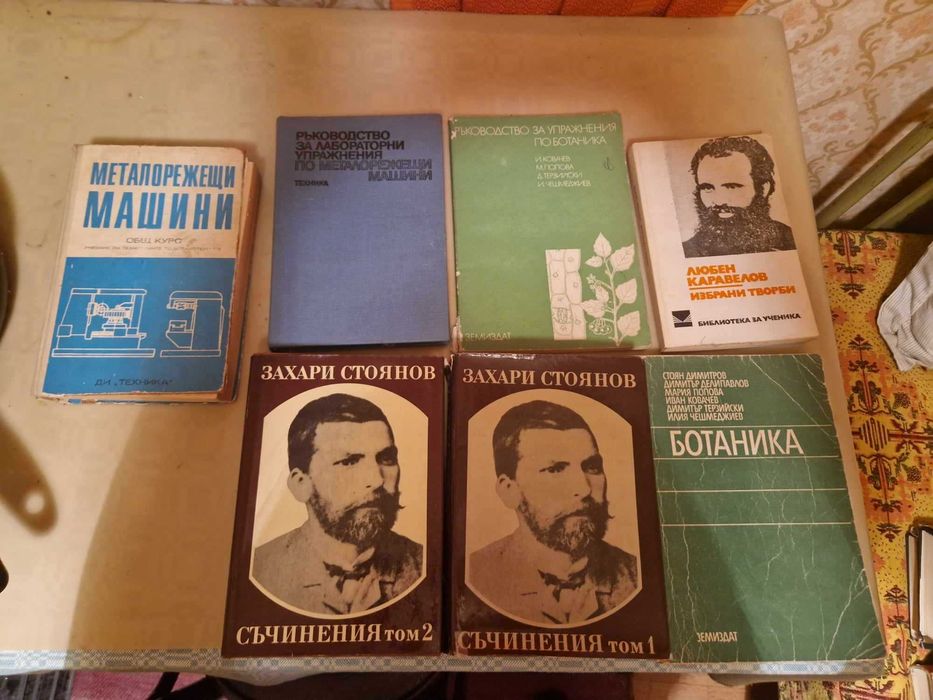 МЕТАЛОРЕЖЕЩИ
МАШИНИ
ОБЩ КУРС
ДИ „ТЕХНИКА"
РЪКОВОДСТВО
ЗА ЛАБОРАТОРНИ
УПРАЖНЕНИЯ
ПО МЕТАЛОРЕЖЕЩИ
МАШИНИ
ТЕХНИКА
РЪКОВОДСТВО ЗА УПРАЖНЕНИЯ
ПО БОТАНИКА
И. КОВАЧЕВ
М. ПОПОВА
Д. ТЕРЗИЙСКИ
И. ЧЕШМЕДЖИЕВ
ЗЕМИЗДАТ
ЛЮБЕН
КАРАВЕЛОВ
ИЗБРАНИ ТВОРБИ
БИБЛИОТЕКА ЗА УЧЕНИКА
ЗАХАРИ СТОЯНОВ
СЪЧИНЕНИЯ том 2
ЗАХАРИ СТОЯНОВ
СЪЧИНЕНИЯ том 1
СТОЯН ДИМИТРОВ
ДИМИТЪР ДЕЛИПАВЛОВ
МАРИЯ ПОПОВА
ИВАН КОВАЧЕВ
ДИМИТЪР ТЕРЗИЙСКИ
ИЛИЯ ЧЕШМЕДЖИЕВ
БОТАНИКА
ЗЕМИЗДАТ